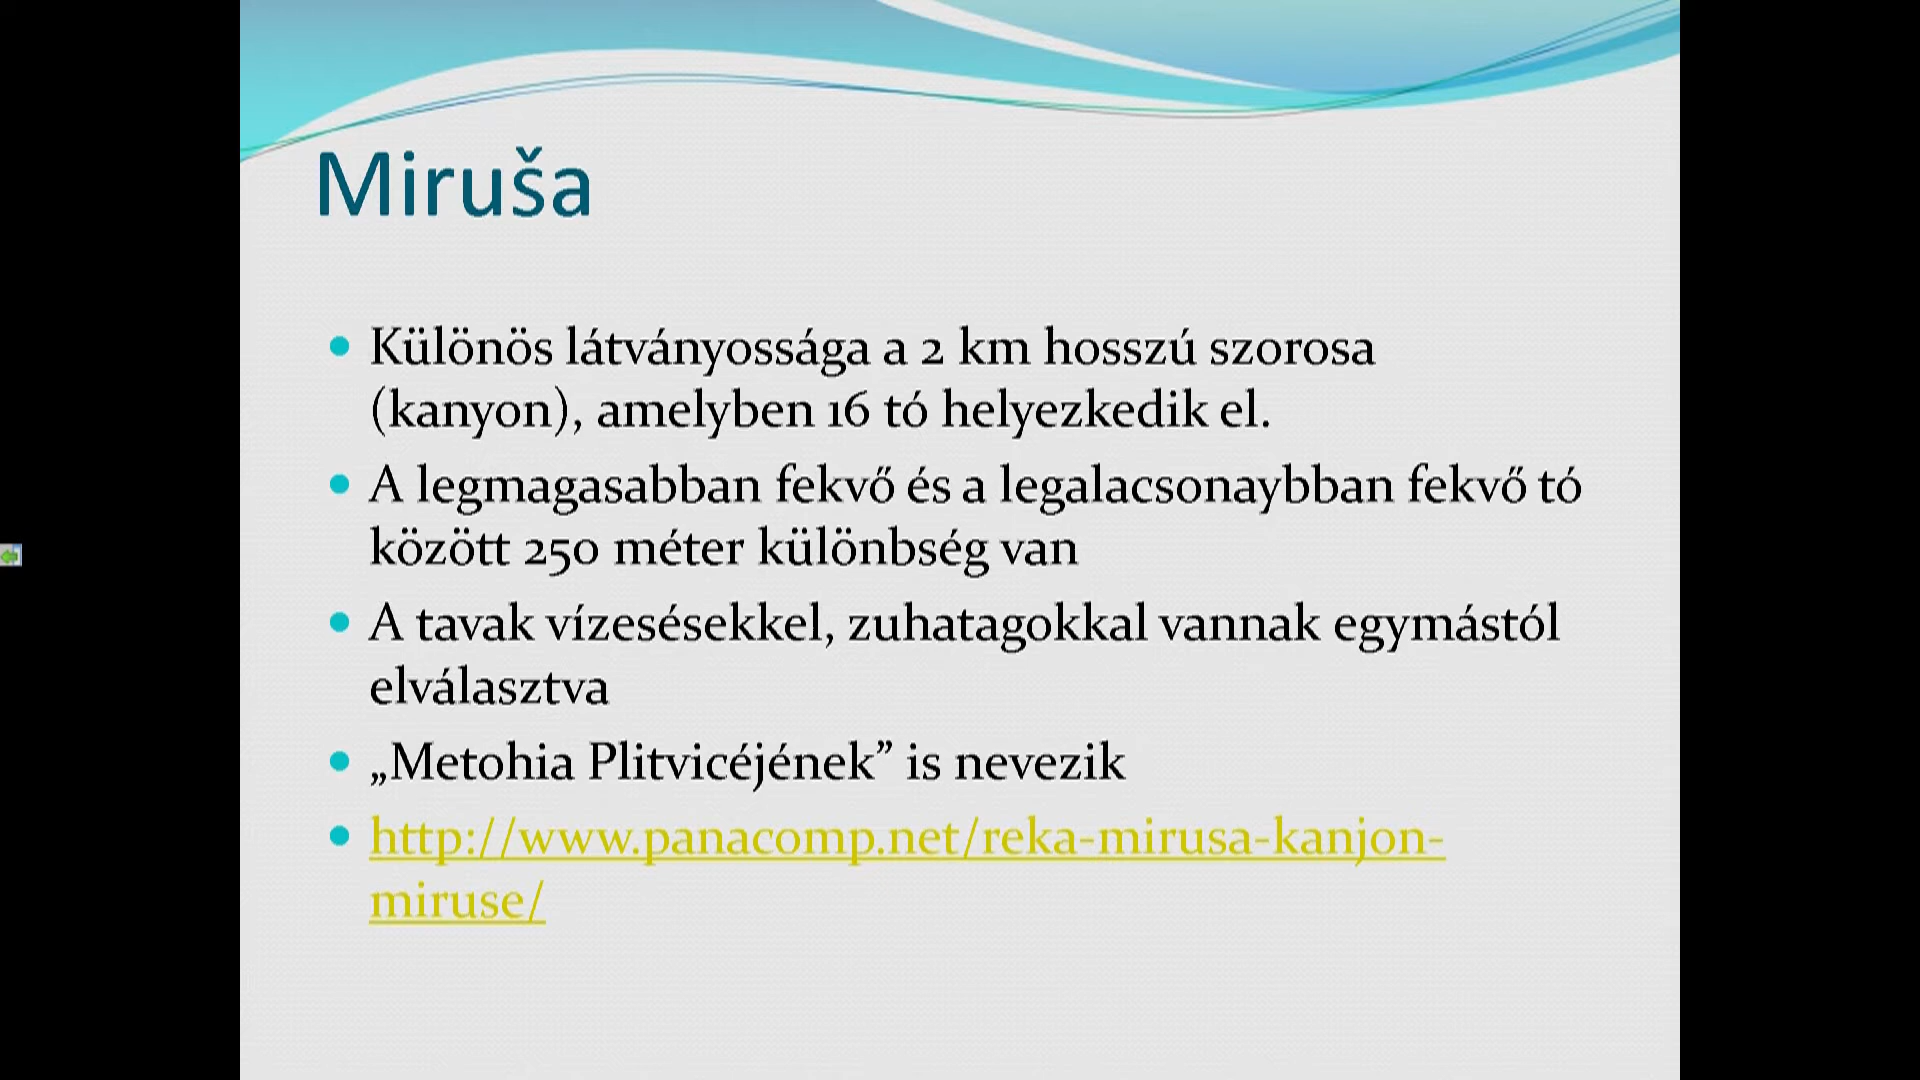 Miruša
Különös látványossága a 2 km hosszú szorosa
(kanyon), amelyben 16 tó helyezkedik el.
A legmagasabban fekvő és a legalacsonaybban fekvő tó
között 250 méter különbség van
A tavak vízesésekkel, zuhatagokkal vannak egymástól
elválasztva
„Metohia Plitvicéjének” is nevezik
http://www.panacomp.net/reka-mirusa-kanjon-
miruse/